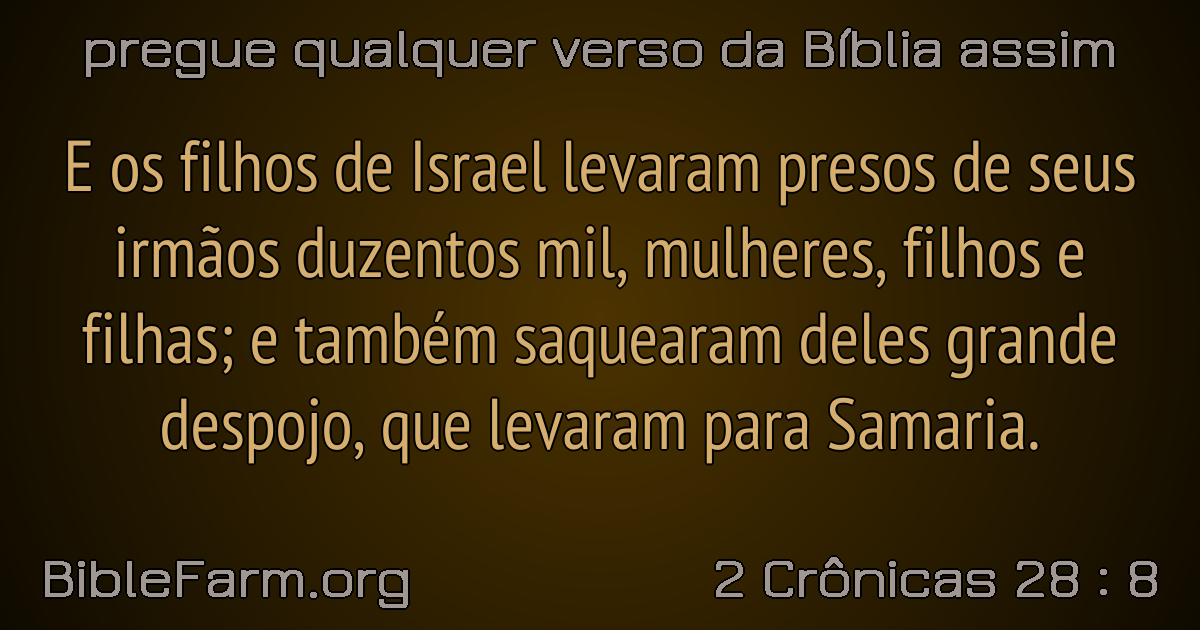 pregue qualquer verso da Bíblia assim
E os filhos de Israel levaram presos de seus
irmãos duzentos mil, mulheres, filhos e
filhas; e também saquearam deles grande
despojo, que levaram para Samaria.
BibleFarm.org
2 Crônicas 28 : 8